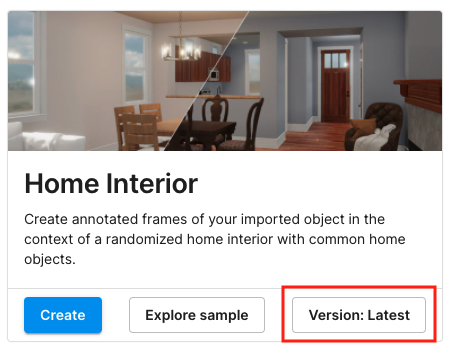 Home Interior
Create annotated frames of your imported object in the
context of a randomized home interior with common home
objects.
Create
Explore sample
Version: Latest